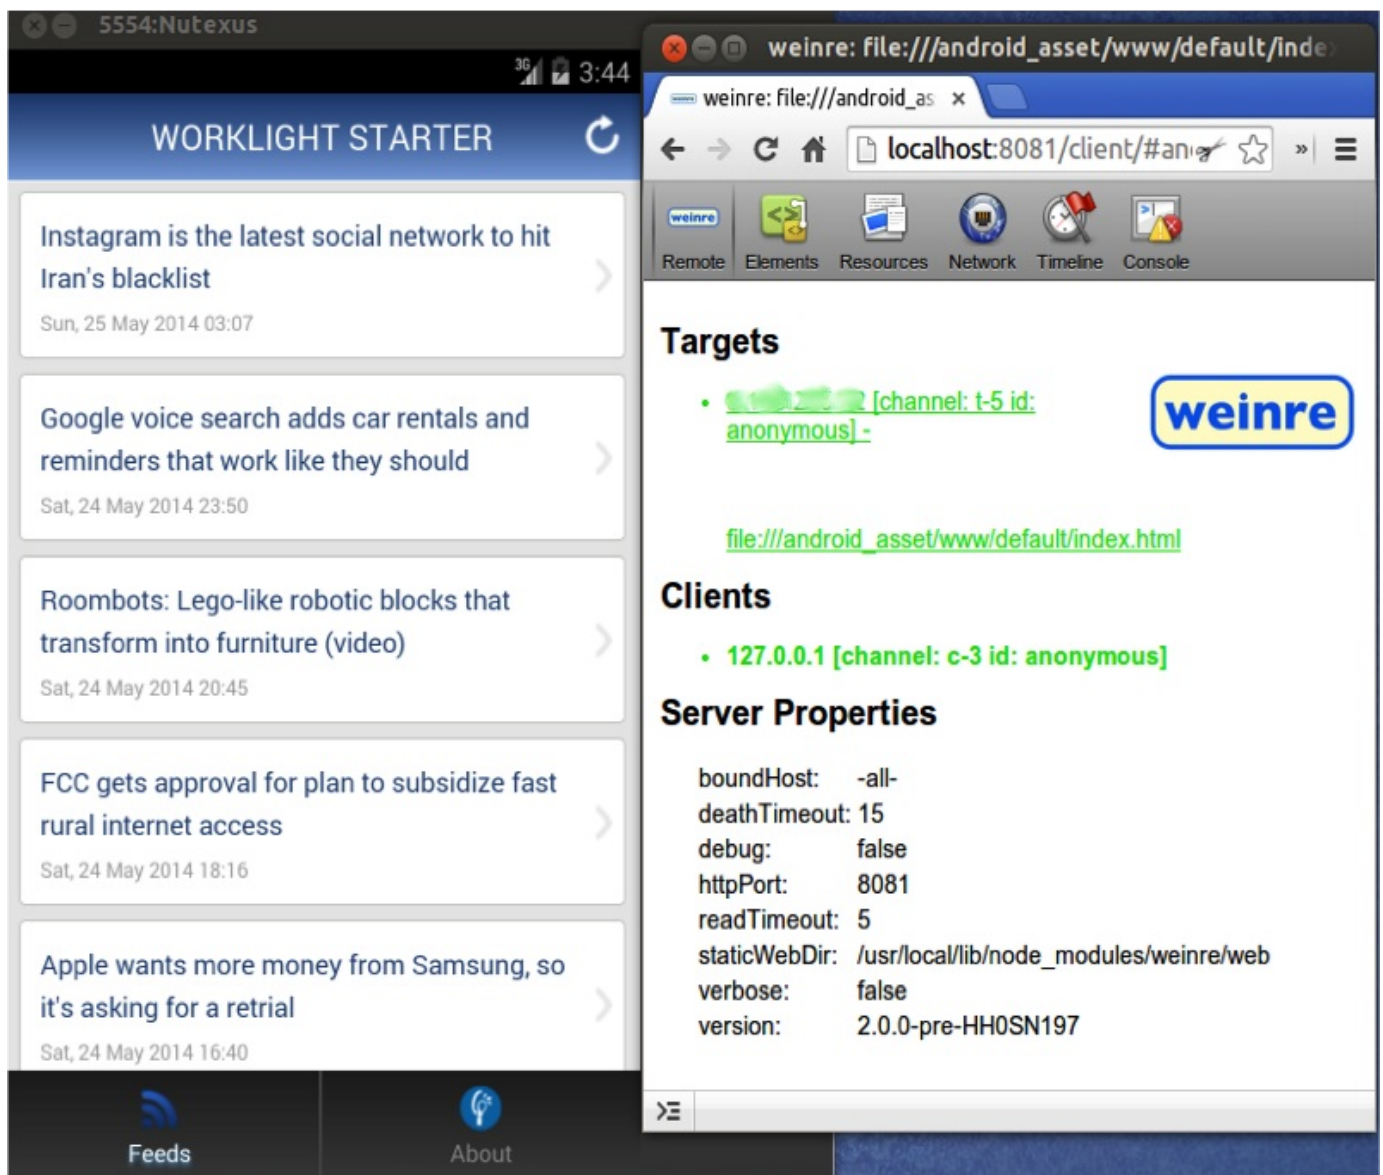 5554:Nutexus
3G 3:44
WORKLIGHT STARTER
Instagram is the latest social network to hit
Iran's blacklist
Sun, 25 May 2014 03:07
Google voice search adds car rentals and
reminders that work like they should
Sat, 24 May 2014 23:50
Roombots: Lego-like robotic blocks that
transform into furniture (video)
Sat, 24 May 2014 20:45
FCC gets approval for plan to subsidize fast
rural internet access
Sat, 24 May 2014 18:16
Apple wants more money from Samsung, so
it's asking for a retrial
Sat, 24 May 2014 16:40
Feeds About
weinre: file:///android_asset/www/default/inde
weinre: file:///android_as
localhost:8081/client/#an
weinre
Remote Elements Resources Network Timeline Console
Targets
[channel: t-5 id:
anonymous] -
weinre
file:///android_asset/www/default/index.html
Clients
127.0.0.1 [channel: c-3 id: anonymous]
Server Properties
boundHost: -all-
deathTimeout: 15
debug: false
httpPort: 8081
readTimeout: 5
staticWebDir: /usr/local/lib/node_modules/weinre/web
verbose: false
version: 2.0.0-pre-HH0SN197